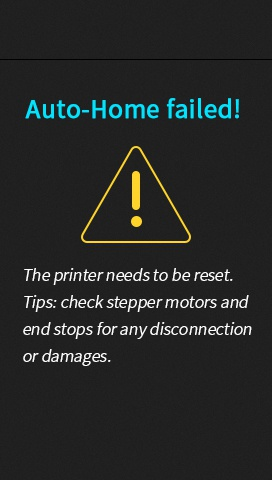 Auto-Home failed!
The printer needs to be reset.
Tips: check stepper motors and
end stops for any disconnection
or damages.